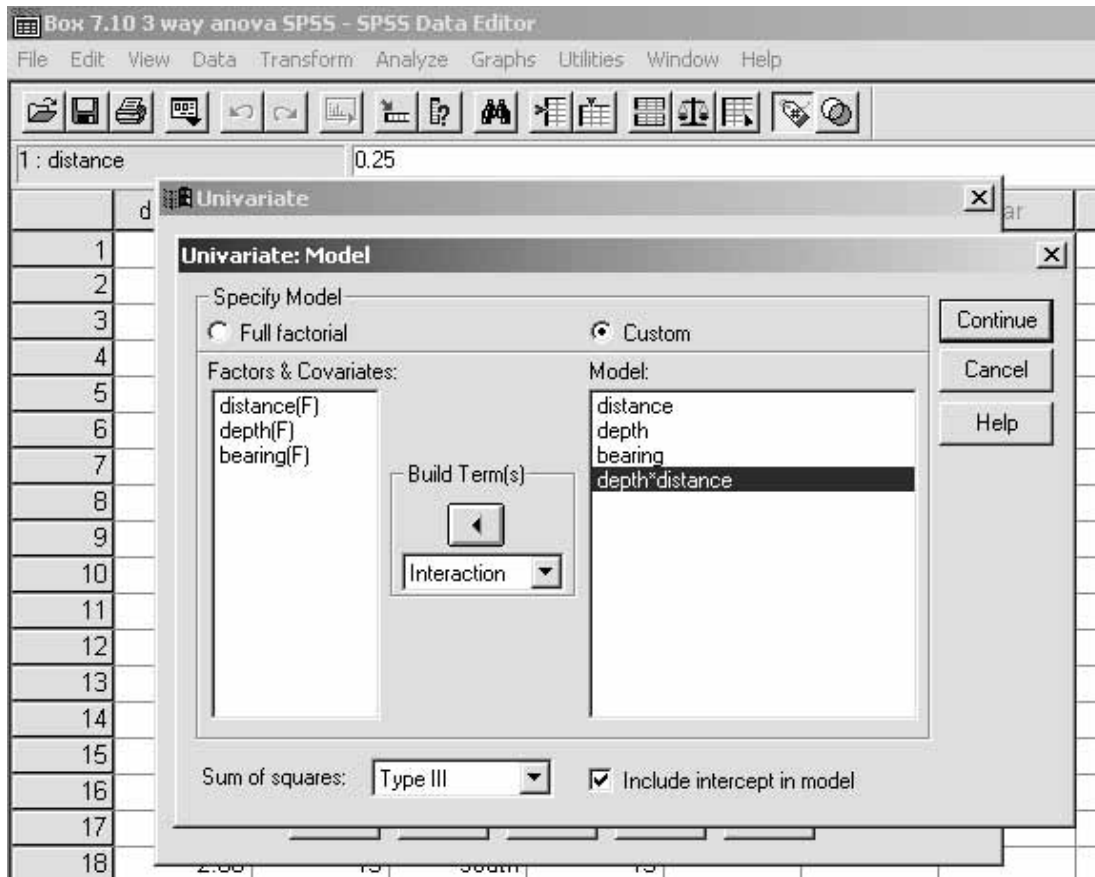 Box 7.10 3 way anova SPSS - SPSS Data Editor
File Edit View Data Transform Analyze Graphs Utilities Window Help
1 : distance 0.25
Univariate
d ar
Univariate: Model
Specify Model
Full factorial Custom
Continue
Cancel
Help
Factors & Covariates: Model:
distance(F)
depth(F)
bearing(F)
Build Term(s)
Interaction
distance
depth
bearing
depth*distance
Sum of squares: Type III Include intercept in model
1
2
3
4
5
6
7
8
9
10
11
12
13
14
15
16
17
18